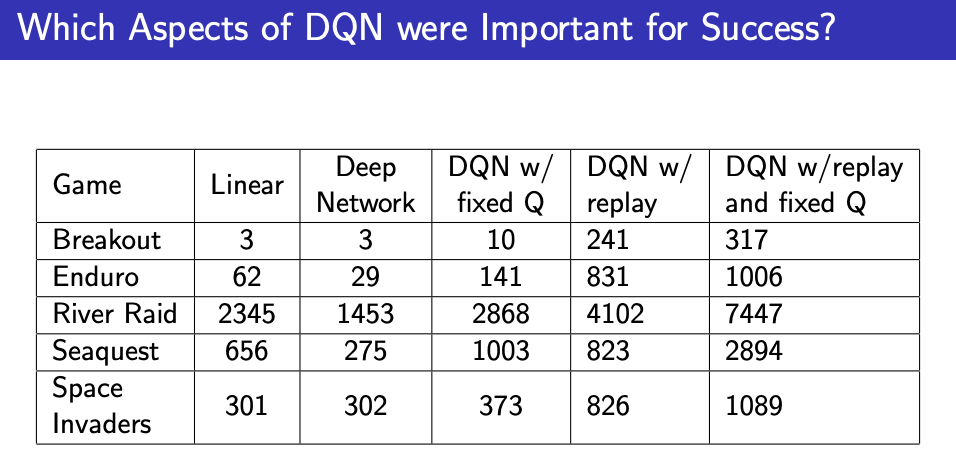 Which Aspects of DQN were Important for Success?
Game Linear Deep Network DQN w/ fixed Q DQN w/ replay DQN w/replay and fixed Q
Breakout 3 3 10 241 317
Enduro 62 29 141 831 1006
River Raid 2345 1453 2868 4102 7447
Seaquest 656 275 1003 823 2894
Space Invaders 301 302 373 826 1089